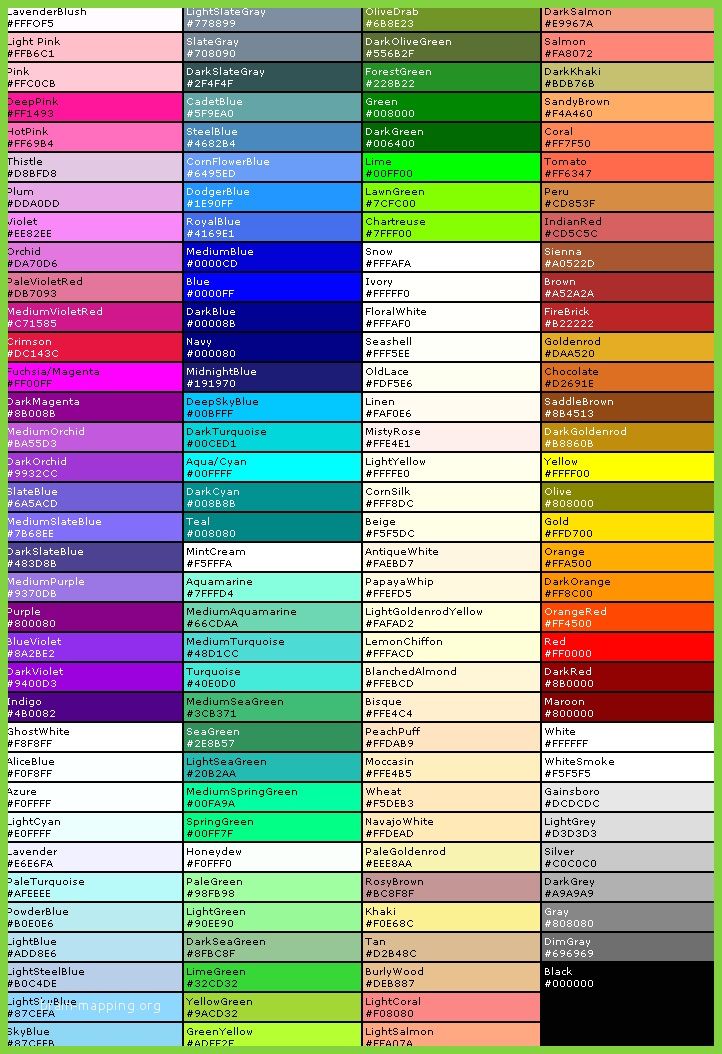 LavenderBlush
#FFF0F5
Light Pink
#FFB6C1
Pink
#FFC0CB
DeepPink
#FF1493
HotPink
#FF69B4
Thistle
#D8BFD8
Plum
#DDA0DD
Violet
#EE82EE
Orchid
#DA70D6
PaleVioletRed
#DB7093
MediumVioletRed
#C71585
Crimson
#DC143C
Fuchsia/Magenta
#FF00FF
DarkMagenta
#8B008B
MediumOrchid
#BA55D3
DarkOrchid
#9932CC
SlateBlue
#6A5ACD
MediumSlateBlue
#7B68EE
DarkSlateBlue
#483D8B
MediumPurple
#9370DB
Purple
#800080
BlueViolet
#8A2BE2
DarkViolet
#9400D3
Indigo
#4B0082
GhostWhite
#F8F8FF
AliceBlue
#F0F8FF
Azure
#F0FFFF
LightCyan
#E0FFFF
Lavender
#E6E6FA
PaleTurquoise
#AFEEEE
PowderBlue
#B0E0E6
LightBlue
#ADD8E6
LightSteelBlue
#B0C4DE
LightSkyBlue
mapping.org
#87CEFA
SkyBlue
#87CEEB
LightSlateGray
#778899
SlateGray
#708090
DarkSlateGray
#2F4F4F
CadetBlue
#5F9EA0
SteelBlue
#4682B4
CornFlowerBlue
#6495ED
DodgerBlue
#1E90FF
RoyalBlue
#4169E1
MediumBlue
#0000CD
Blue
#0000FF
DarkBlue
#00008B
Navy
#000080
MidnightBlue
#191970
DeepSkyBlue
#00BFFF
DarkTurquoise
#00CED1
Aqua/Cyan
#00FFFF
DarkCyan
#008B8B
Teal
#008080
MintCream
#F5FFFA
Aquamarine
#7FFFD4
MediumAquamarine
#66CDAA
MediumTurquoise
#48D1CC
Turquoise
#40E0D0
MediumSeaGreen
#3CB371
SeaGreen
#2E8B57
LightSeaGreen
#20B2AA
MediumSpringGreen
#00FA9A
SpringGreen
#00FF7F
Honeydew
#F0FFF0
PaleGreen
#98FB98
LightGreen
#90EE90
DarkSeaGreen
#8FBC8F
LimeGreen
#32CD32
YellowGreen
#9ACD32
GreenYellow
#ADFF2F
OliveDrab
#6B8E23
DarkOliveGreen
#556B2F
ForestGreen
#228B22
Green
#008000
DarkGreen
#006400
Lime
#00FF00
LawnGreen
#7CFC00
Chartreuse
#7FFF00
Snow
#FFFAFA
Ivory
#FFFFF0
FloralWhite
#FFFAF0
Seashell
#FFF5EE
OldLace
#FDF5E6
Linen
#FAF0E6
MistyRose
#FFE4E1
LightYellow
#FFFFE0
CornSilk
#FFF8DC
Beige
#F5F5DC
AntiqueWhite
#FAEBD7
PapayaWhip
#FFEFD5
LightGoldenrodYellow
#FAFAD2
LemonChiffon
#FFFACD
BlanchedAlmond
#FFEBCD
Bisque
#FFE4C4
PeachPuff
#FFDAB9
Moccasin
#FFE4B5
Wheat
#F5DEB3
NavajoWhite
#FFDEAD
PaleGoldenrod
#EEE8AA
RosyBrown
#BC8F8F
Khaki
#F0E68C
Tan
#D2B48C
BurlyWood
#DEB887
LightCoral
#F08080
LightSalmon
#FFA07A
DarkSalmon
#E9967A
Salmon
#FA8072
DarkKhaki
#BDB76B
SandyBrown
#F4A460
Coral
#FF7F50
Tomato
#FF6347
Peru
#CD853F
IndianRed
#CD5C5C
Sienna
#A0522D
Brown
#A52A2A
FireBrick
#B22222
Goldenrod
#DAA520
Chocolate
#D2691E
SaddleBrown
#8B4513
DarkGoldenrod
#B8860B
Yellow
#FFFF00
Olive
#808000
Gold
#FFD700
Orange
#FFA500
DarkOrange
#FF8C00
OrangeRed
#FF4500
Red
#FF0000
DarkRed
#8B0000
Maroon
#800000
White
#FFFFFF
WhiteSmoke
#F5F5F5
Gainsboro
#DCDCDC
LightGrey
#D3D3D3
Silver
#C0C0C0
DarkGrey
#A9A9A9
Gray
#808080
DimGray
#696969
Black
#000000